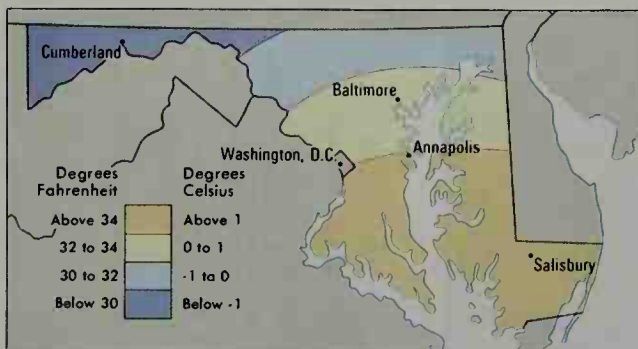 Cumberland
Baltimore
Washington, D.C.
Annapolis
Degrees Fahrenheit
Degrees Celsius
Above 34 Above 1
32 to 34 0 to 1
30 to 32 -1 ta 0
Below 30 Below -1
Salisbury